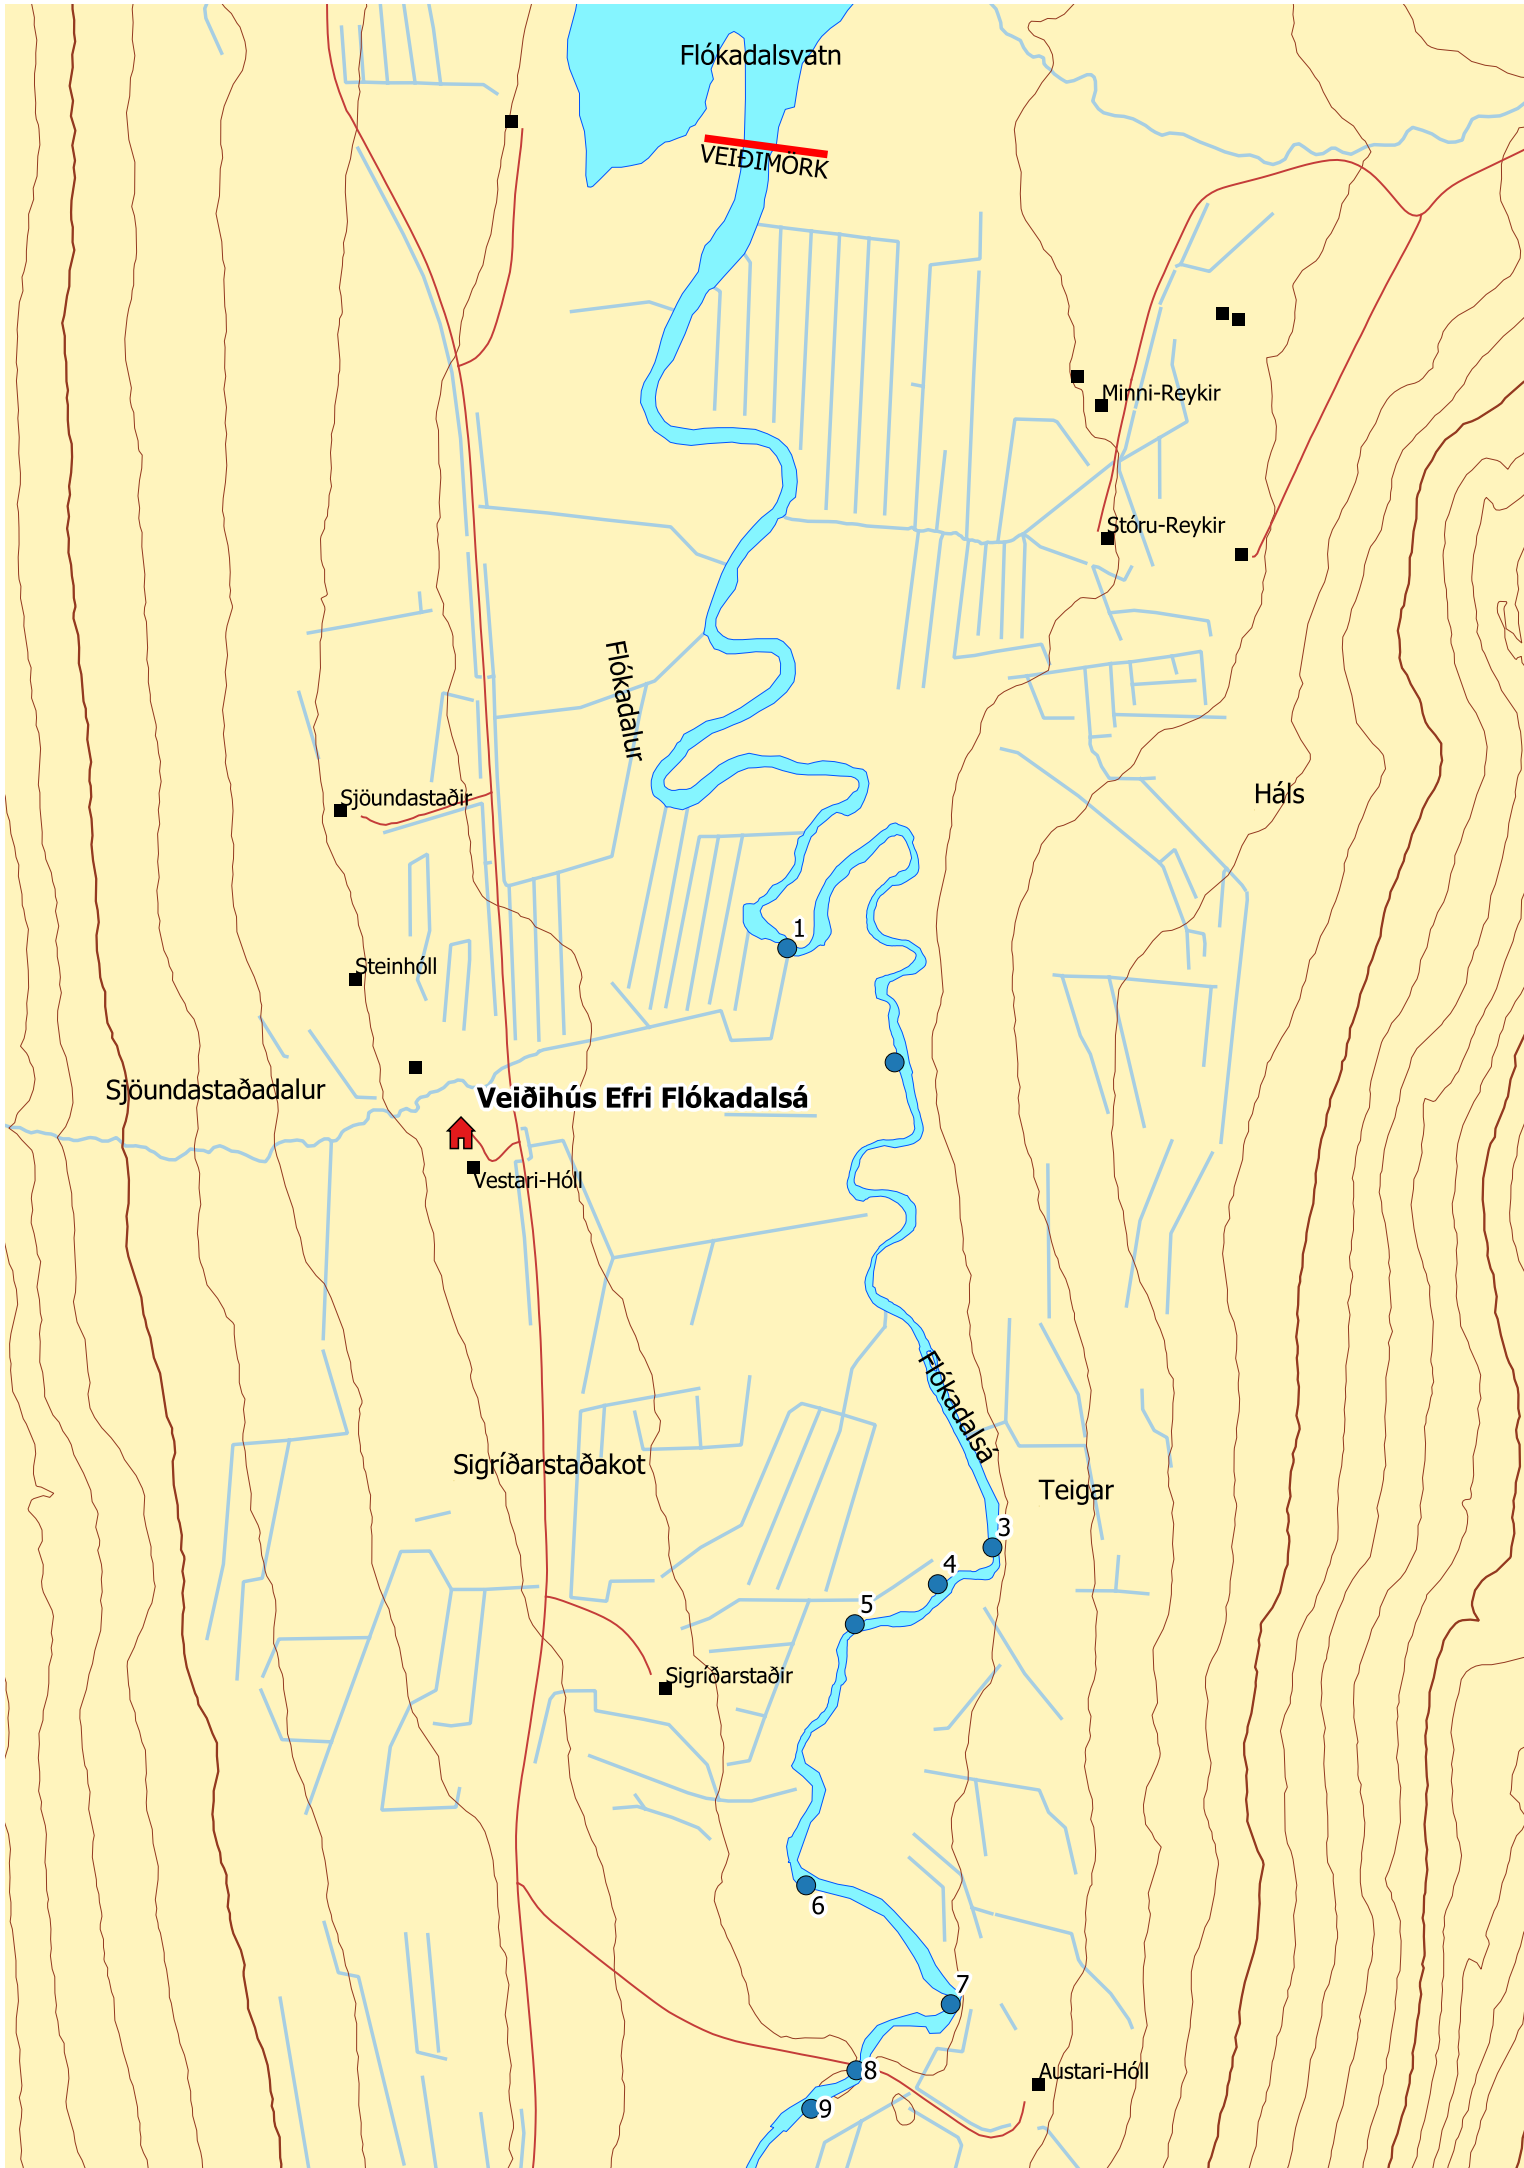 Flókadalsvatn
VEIÐIMÖRK
Minni-Reykir
Stóru-Reykir
Flókadalur
Sjöundastaðir
Háls
1
Steinhóll
Sjöundastaðadalur
Veiðihús Efri Flókadalsá
Vestari-Hóll
Flókadalsá
Sigríðarstaðakot
Teigar
3
4
5
Sigríðarstaðir
6
7
8
Austari-Hóll
9